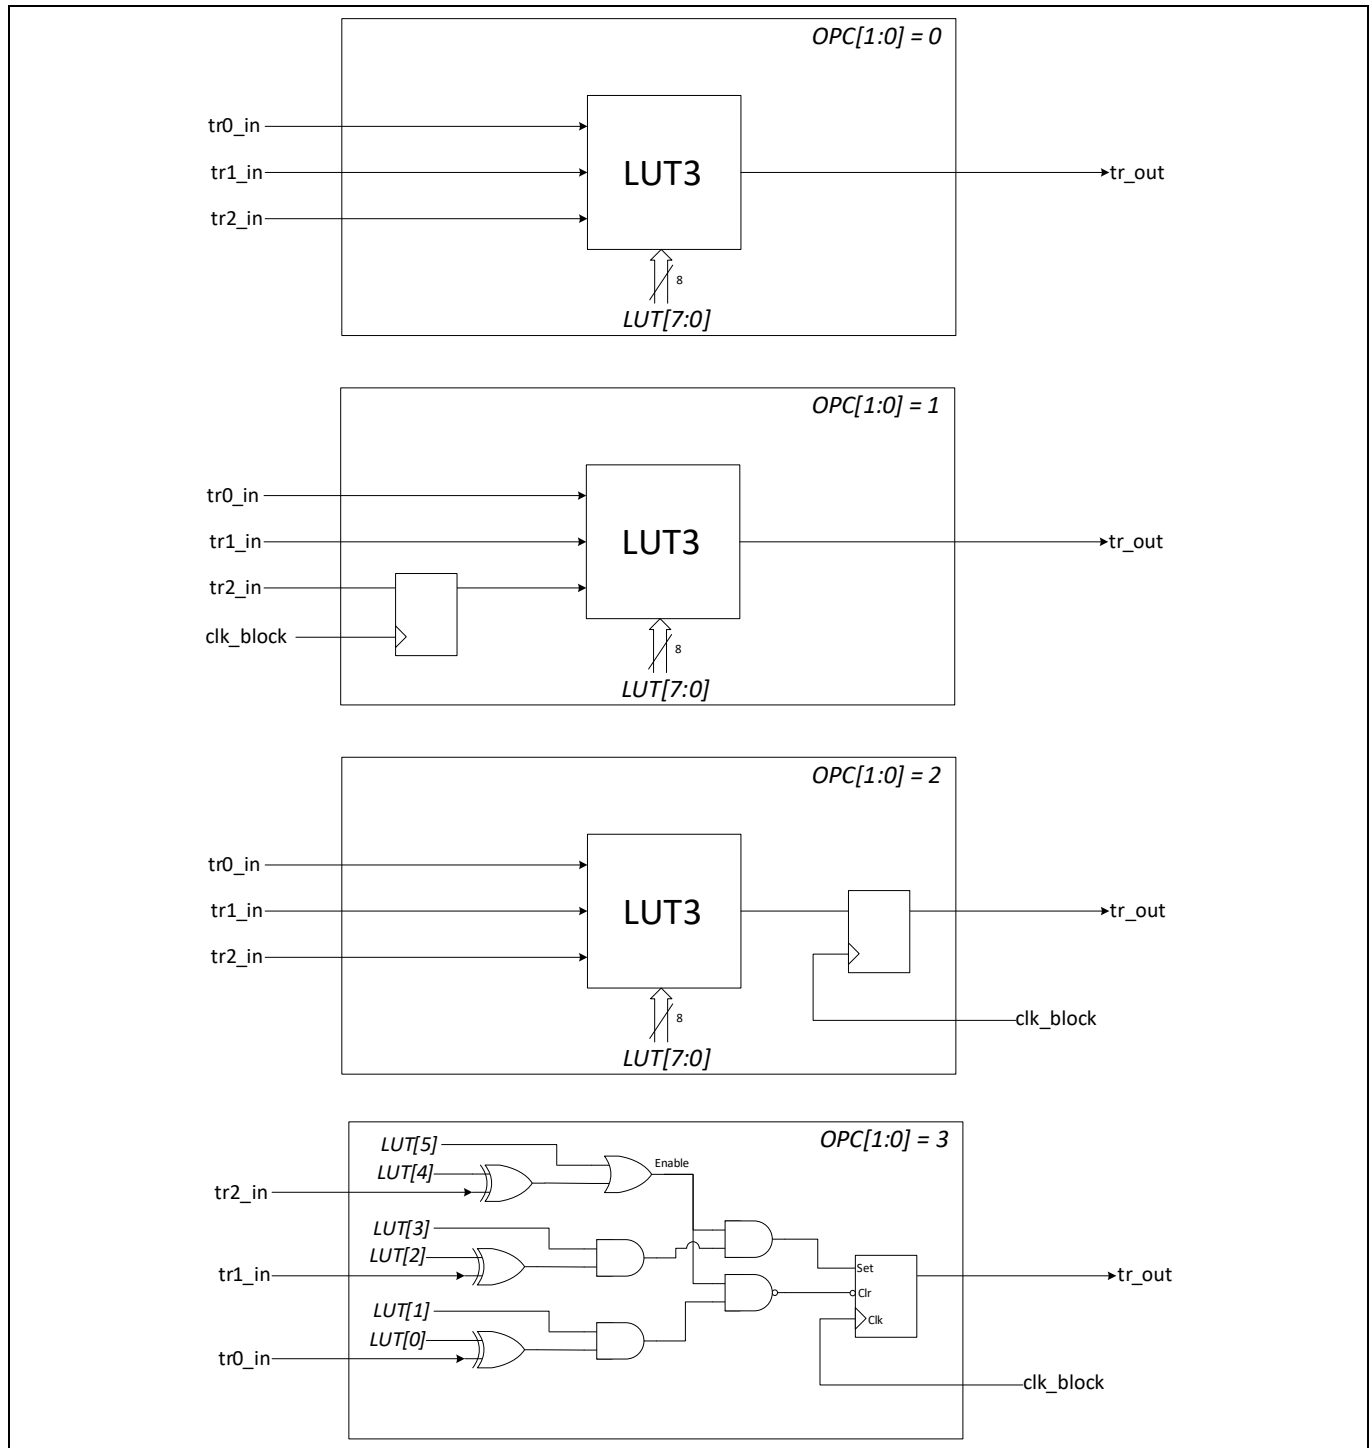 OPC[1:0] = 0
tr0_in
LUT3
tr1_in
tr_out
tr2_in
8
LUT[7:0]
OPC[1:0] = 1
tr0_in
LUT3
tr1_in
tr_out
tr2_in
clk_block
8
LUT[7:0]
OPC[1:0] = 2
tr0_in
LUT3
tr1_in
tr_out
tr2_in
8
clk_block
LUT[7:0]
OPC[1:0] = 3
LUT[5]
Enable
LUT[4]
tr2_in
LUT[3]
LUT[2]
Set
tr1_in
tr_out
Clr
LUT[1]
Clk
LUT[0]
tr0_in
clk_block